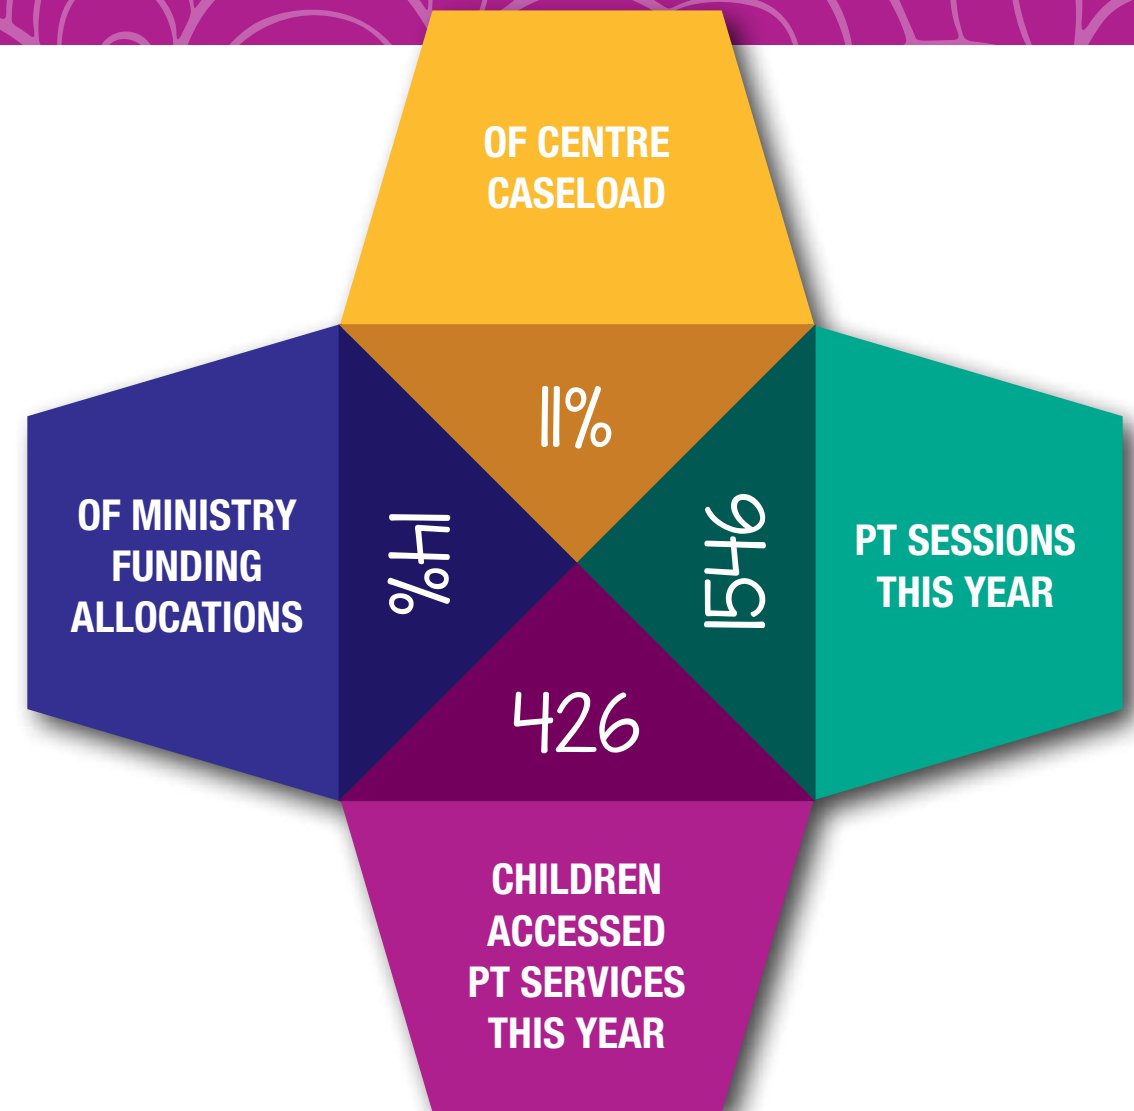 OF CENTRE
CASELOAD
11%
OF MINISTRY
FUNDING
ALLOCATIONS
14%
1546
PT SESSIONS
THIS YEAR
426
CHILDREN
ACCESSED
PT SERVICES
THIS YEAR